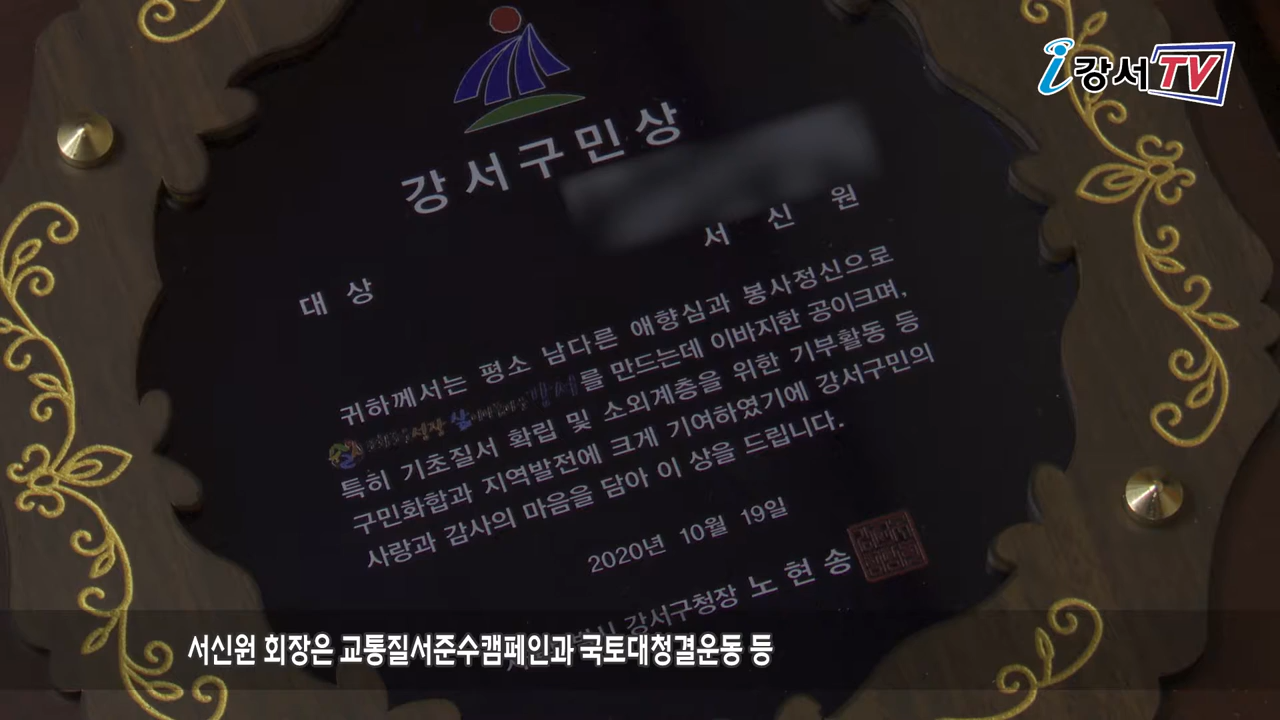 i강서TV
강서구민상
서 신 원
대 상
귀하께서는 평소 남다른 애향심과 봉사정신으로
성장 강서를 만드는데 이바지한 공이크며,
특히 기초질서 확립 및 소외계층을 위한 기부활동 등
구민화합과 지역발전에 크게 기여하였기에 강서구민의
사랑과 감사의 마음을 담아 이 상을 드립니다.
2020년 10월 19일
강서구청장 노현송
서신원 회장은 교통질서준수캠페인과 국토대청결운동 등